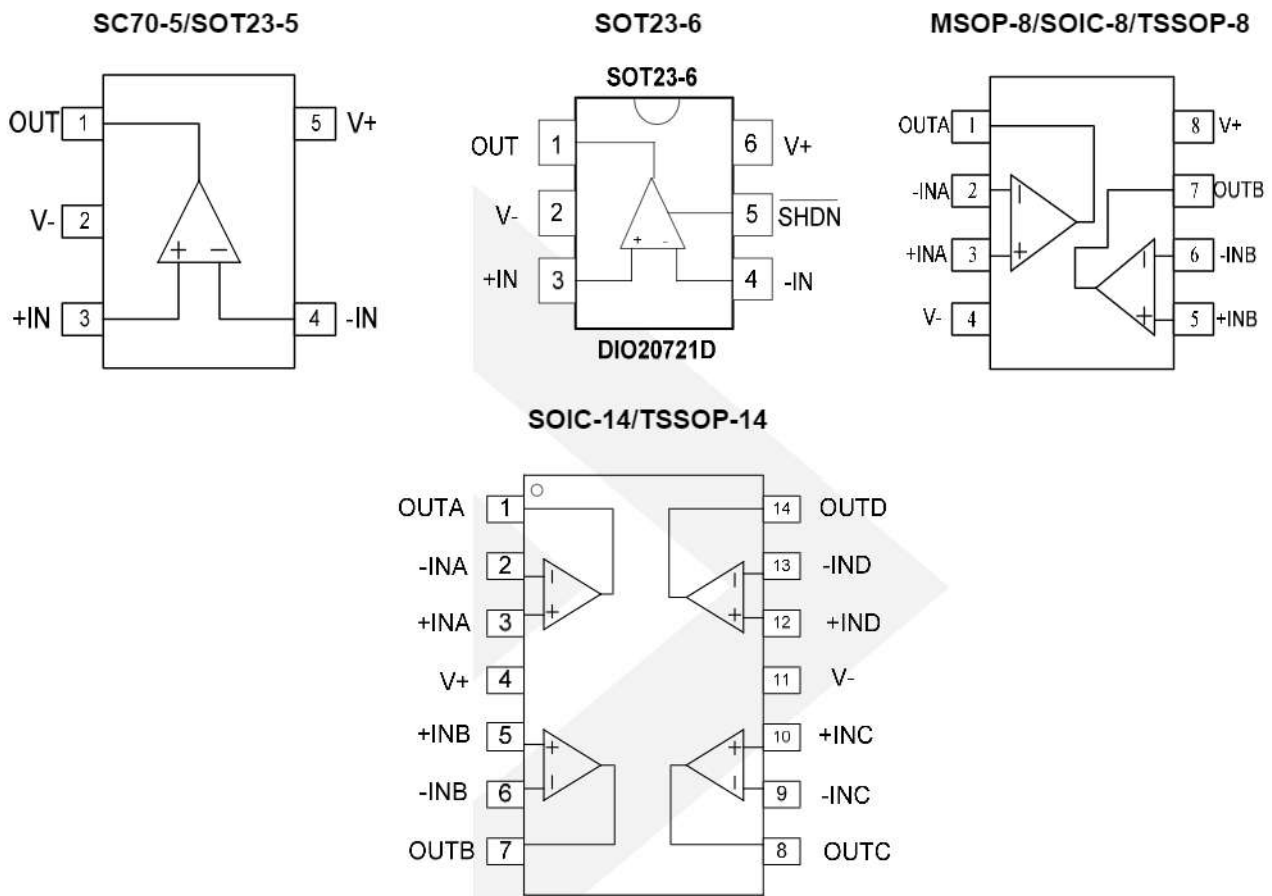 SC70-5/SOT23-5
OUT 1
5 V+
V- 2
+IN 3
4 -IN
+ −
SOT23-6
SOT23-6
OUT 1
6 V+
V- 2
5 SHDN
+IN 3
4 -IN
+ -
DIO20721D
MSOP-8/SOIC-8/TSSOP-8
OUTA 1
8 V+
-INA 2
7 OUTB
+INA 3
6 -INB
V- 4
5 +INB
SOIC-14/TSSOP-14
OUTA 1
14 OUTD
-INA 2
13 -IND
+INA 3
12 +IND
V+ 4
11 V-
+INB 5
10 +INC
-INB 6
9 -INC
OUTB 7
8 OUTC